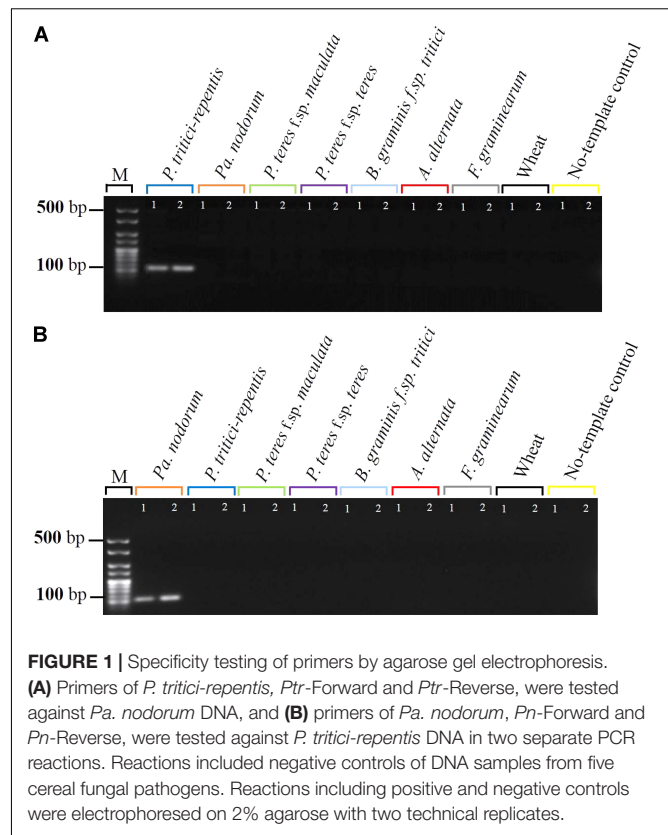 A
P. tritici-repentis
Pa. nodorum
P. teres f.sp. maculata
P. teres f.sp. teres
B. graminis f.sp. tritici
A. alternata
F. graminearum
Wheat
No-template control
M
1 2 1 2 1 2 1 2 1 2 1 2 1 2 1 2 1 2
500 bp
100 bp
B
Pa. nodorum
P. tritici-repentis
P. teres f.sp. maculata
P. teres f.sp. teres
B. graminis f.sp. tritici
A. alternata
F. graminearum
Wheat
No-template control
M
1 2 1 2 1 2 1 2 1 2 1 2 1 2 1 2 1 2
500 bp
100 bp
FIGURE 1 | Specificity testing of primers by agarose gel electrophoresis.
(A) Primers of P. tritici-repentis, Ptr-Forward and Ptr-Reverse, were tested
against Pa. nodorum DNA, and (B) primers of Pa. nodorum, Pn-Forward and
Pn-Reverse, were tested against P. tritici-repentis DNA in two separate PCR
reactions. Reactions included negative controls of DNA samples from five
cereal fungal pathogens. Reactions including positive and negative controls
were electrophoresed on 2% agarose with two technical replicates.